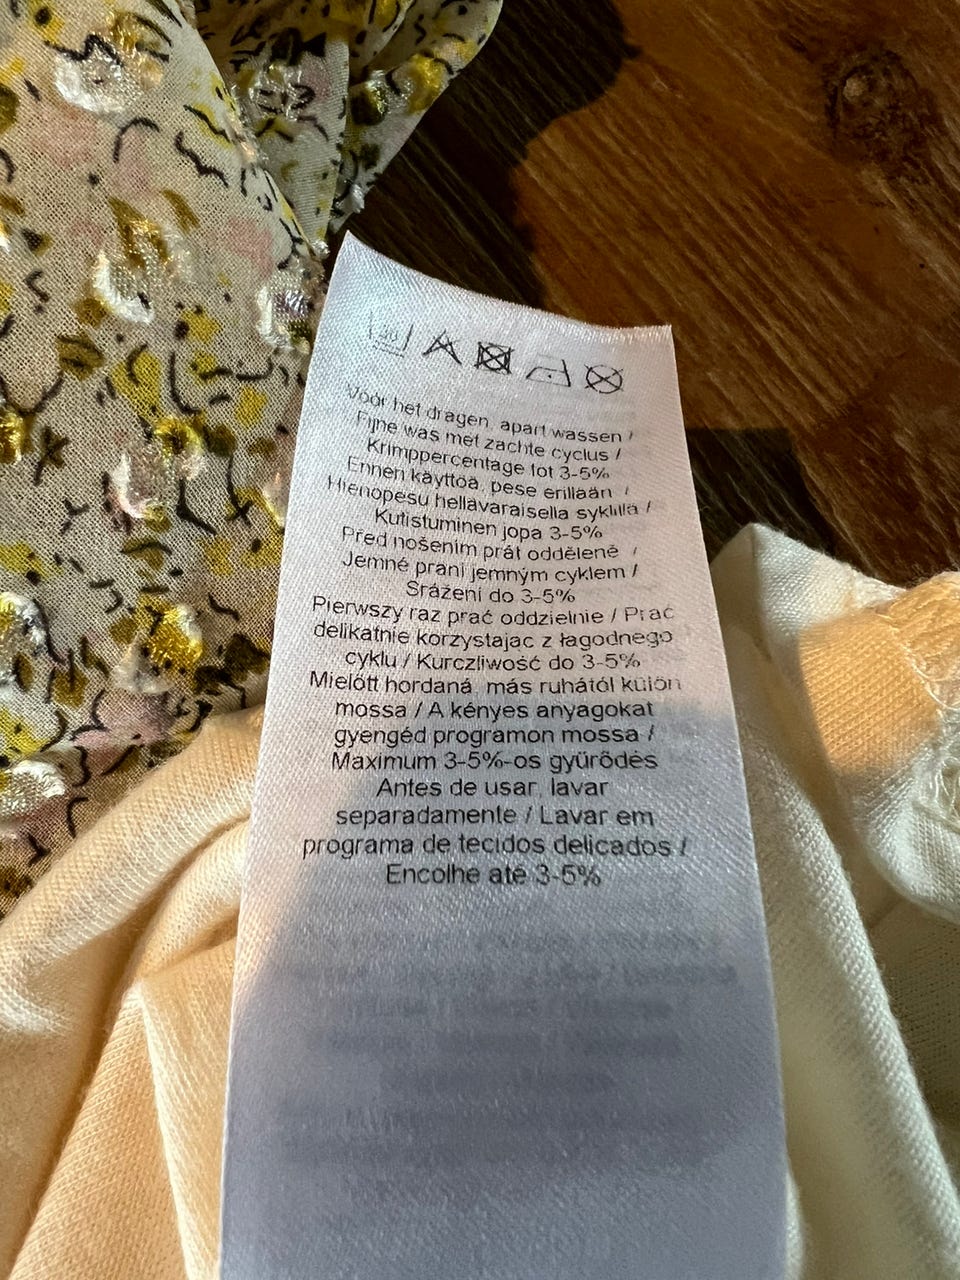 30
Voor het dragen, apart wassen /
Fijne was met zachte cyclus /
Krimppercentage tot 3-5%
Ennen käyttöä, pese erillään /
Hienopesu hellävaraisella syklillä /
Kutistuminen jopa 3-5%
Před nošením prát odděleně /
Jemné praní jemným cyklem /
Srážení do 3-5%
Pierwszy raz prać oddzielnie / Prać
delikatnie korzystając z łagodnego
cyklu / Kurczliwość do 3-5%
Mielőtt hordaná, más ruhától külön
mossa / A kényes anyagokat
gyengéd programon mossa /
Maximum 3-5%-os gyűrődés
Antes de usar, lavar
separadamente / Lavar em
programa de tecidos delicados /
Encolhe até 3-5%